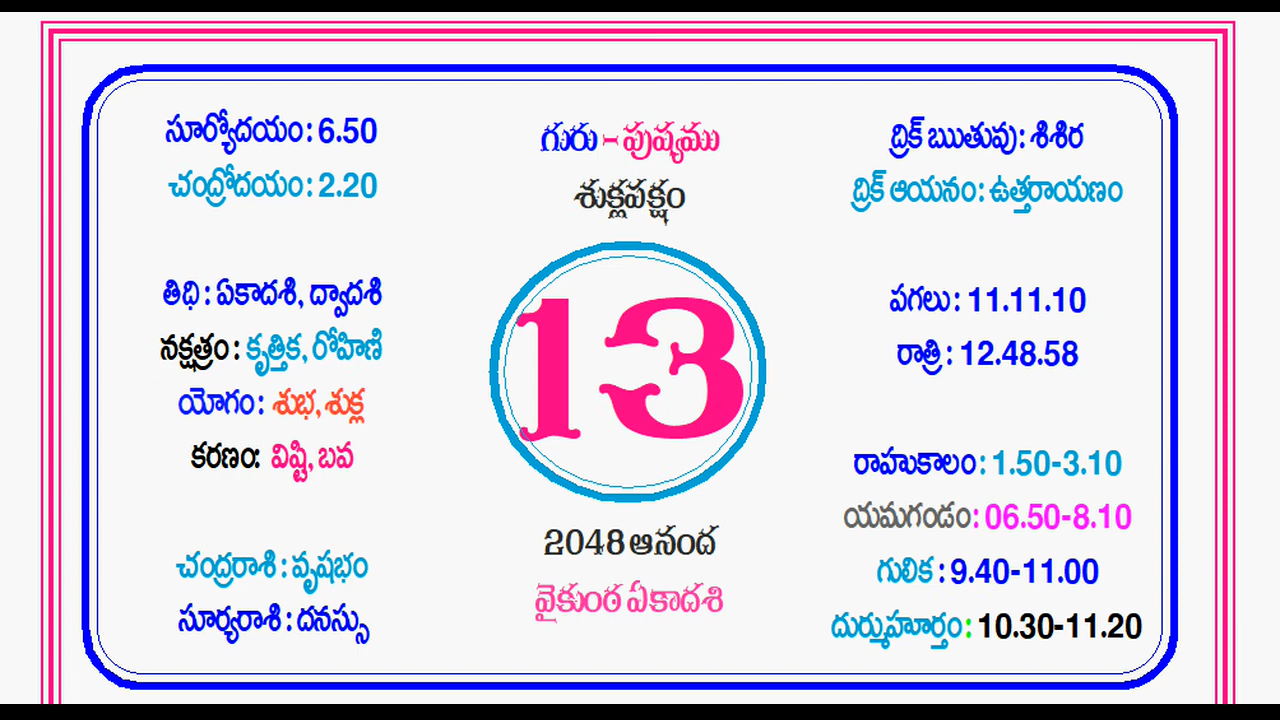 సూర్యోదయం: 6.50
చంద్రోదయం: 2.20
తిథి: ఏకాదశి, ద్వాదశి
నక్షత్రం: కృత్తిక, రోహిణి
యోగం: శుభ, శుక్ల
కరణం: విష్టి, బవ
చంద్రరాశి: వృషభం
సూర్యరాశి: దనస్సు
గురు - పుష్యము
శుక్లపక్షం
13
2048 ఆనంద
వైకుంఠ ఏకాదశి
ద్రిక్ ఋతువు: శిశిర
ద్రిక్ ఆయనం: ఉత్తరాయణం
పగలు: 11.11.10
రాత్రి: 12.48.58
రాహుకాలం: 1.50-3.10
యమగండం: 06.50-8.10
గులిక: 9.40-11.00
దుర్ముహూర్తం: 10.30-11.20